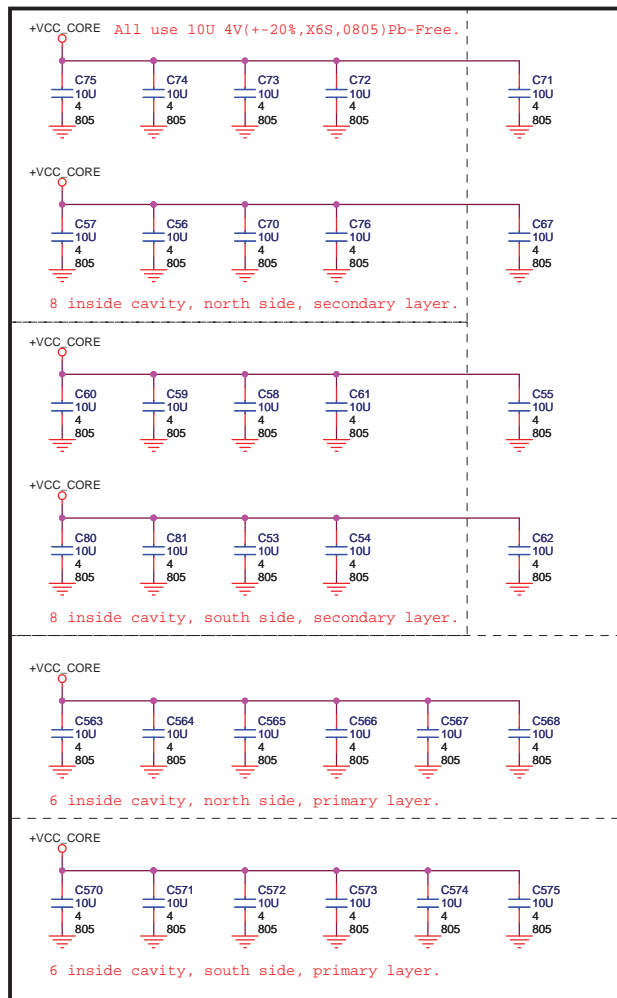 +VCC_CORE All use 10U 4V(+-20%,X6S,0805)Pb-Free.
C75 C74 C73 C72 C71
10U 10U 10U 10U 10U
4 4 4 4 4
805 805 805 805 805
+VCC_CORE
C57 C56 C70 C76 C67
10U 10U 10U 10U 10U
4 4 4 4 4
805 805 805 805 805
8 inside cavity, north side, secondary layer.
+VCC_CORE
C60 C59 C58 C61 C55
10U 10U 10U 10U 10U
4 4 4 4 4
805 805 805 805 805
+VCC_CORE
C80 C81 C53 C54 C62
10U 10U 10U 10U 10U
4 4 4 4 4
805 805 805 805 805
8 inside cavity, south side, secondary layer.
+VCC_CORE
C563 C564 C565 C566 C567 C568
10U 10U 10U 10U 10U 10U
4 4 4 4 4 4
805 805 805 805 805 805
6 inside cavity, north side, primary layer.
+VCC_CORE
C570 C571 C572 C573 C574 C575
10U 10U 10U 10U 10U 10U
4 4 4 4 4 4
805 805 805 805 805 805
6 inside cavity, south side, primary layer.